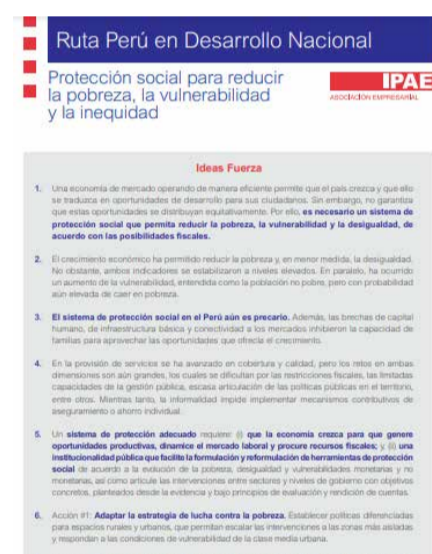 Ruta Perú en Desarrollo Nacional
Protección social para reducir
la pobreza, la vulnerabilidad
y la inequidad
IPAE
ASOCIACIÓN EMPRESARIAL
Ideas Fuerza
1. Una economía de mercado operando de manera eficiente permite que el país crezca y que ello
se traduzca en oportunidades de desarrollo para sus ciudadanos. Sin embargo, no garantiza
que estas oportunidades se distribuyan equitativamente. Por ello, es necesario un sistema de
protección social que permita reducir la pobreza, la vulnerabilidad y la desigualdad, de
acuerdo con las posibilidades fiscales.
2. El crecimiento económico ha permitido reducir la pobreza y, en menor medida, la desigualdad.
No obstante, ambos indicadores se estabilizaron a niveles elevados. En paralelo, ha ocurrido
un aumento de la vulnerabilidad, entendida como la población no pobre, pero con probabilidad
aún elevada de caer en pobreza.
3. El sistema de protección social en el Perú aún es precario. Además, las brechas de capital
humano, de infraestructura básica y conectividad a los mercados inhibieron la capacidad de
familias para aprovechar las oportunidades que ofrecía el crecimiento.
4. En la provisión de servicios se ha avanzado en cobertura y calidad, pero los retos en ambas
dimensiones son aún grandes, los cuales se dificultan por las restricciones fiscales, las limitadas
capacidades de la gestión pública, escasa articulación de las políticas públicas en el territorio,
entre otros. Mientras tanto, la informalidad impide implementar mecanismos contributivos de
aseguramiento o ahorro individual.
5. Un sistema de protección adecuado requiere: (i) que la economía crezca para que genere
oportunidades productivas, dinamice el mercado laboral y procure recursos fiscales; y, (ii) una
institucionalidad pública que facilite la formulación y reformulación de herramientas de protección
social de acuerdo a la evolución de la pobreza, desigualdad y vulnerabilidades monetarias y no
monetarias, así como articule las intervenciones entre sectores y niveles de gobierno con objetivos
concretos, planteados desde la evidencia y bajo principios de evaluación y rendición de cuentas.
6. Acción #1: Adaptar la estrategia de lucha contra la pobreza. Establecer políticas diferenciadas
para espacios rurales y urbanos, que permitan escalar las intervenciones a las zonas más aisladas
y respondan a las condiciones de vulnerabilidad de la clase media urbana.